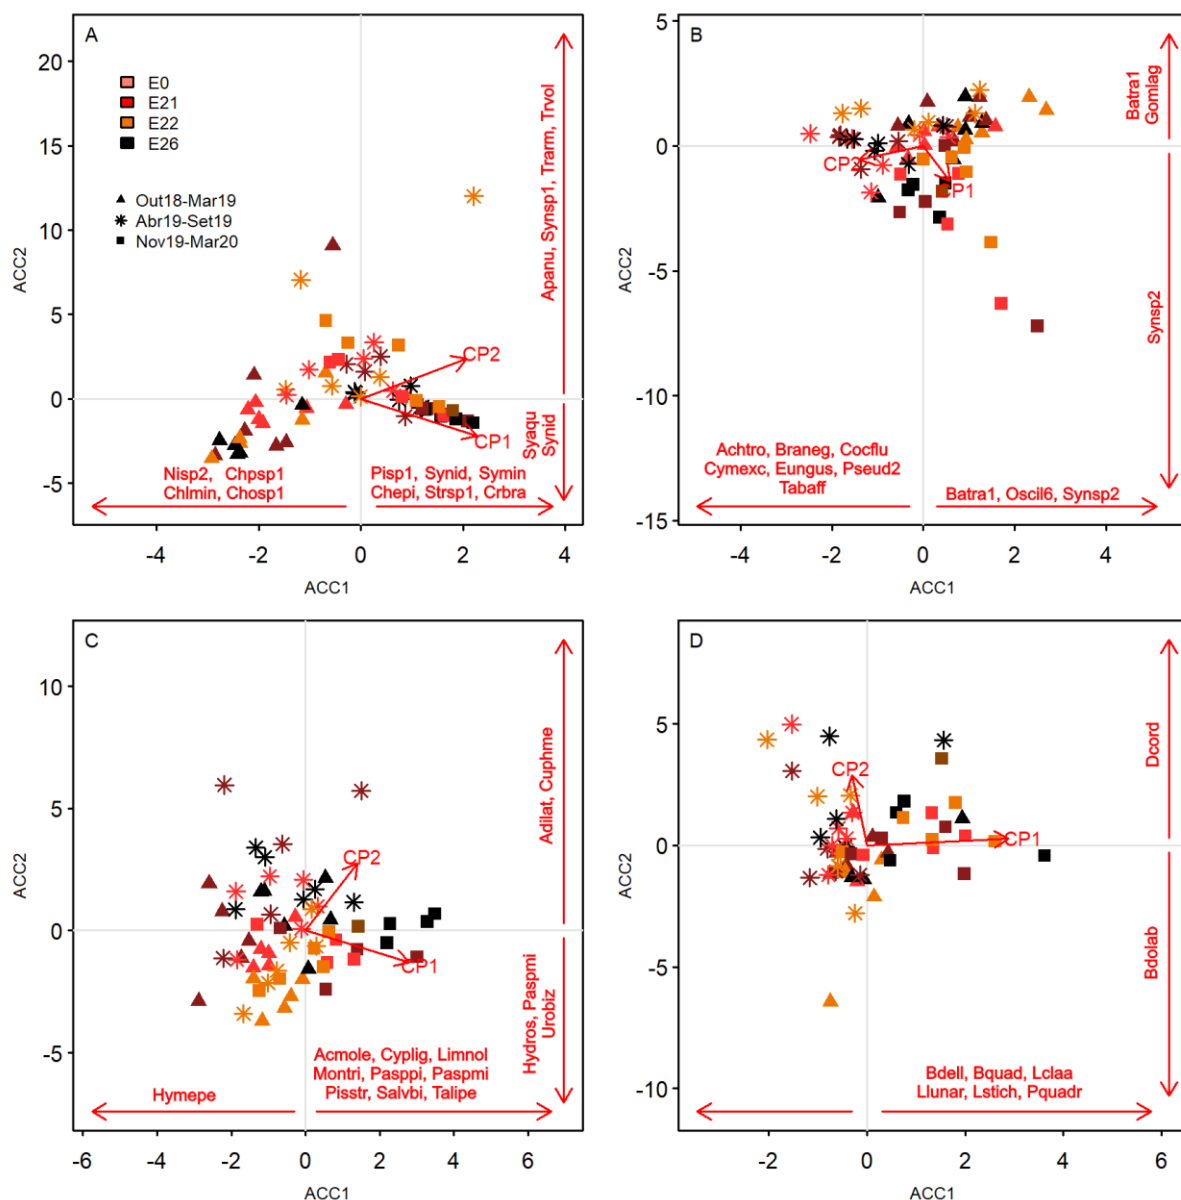 A
20
15
10
5
0
-5
ACC2
E0
E21
E22
E26
Out18-Mar19
Abr19-Set19
Nov19-Mar20
CP2
CP1
Apanu, Synsp1, Tram, Trvol
Syaqu
Synid
Nisp2, Chpsp1
Chlmin, Chosp1
Pisp1, Synid, Symin
Chepi, Strsp1, Crbra
-4
-2
0
2
4
ACC1
B
5
0
-5
-10
-15
ACC2
CP1
Batra1
Gomlag
Synsp2
Achtro, Braneg, Cocflu
Cymexc, Eungus, Pseud2
Tabaff
Batra1, Oscil6, Synsp2
-4
-2
0
2
4
ACC1
C
10
5
0
-5
ACC2
CP2
CP1
Adilat, Cuphme
Hydros, Paspmi
Urobiz
Hymepe
Acmole, Cyplig, Limnol
Montri, Pasppi, Paspmi
Pisstr, Salvbi, Talipe
-6
-4
-2
0
2
4
6
ACC1
D
5
0
-5
-10
ACC2
CP2
CP1
Dcord
Bdolab
Bdell, Bquad, Lclaa
Llunar, Lstich, Pquadr
-2
0
2
4
6
ACC1